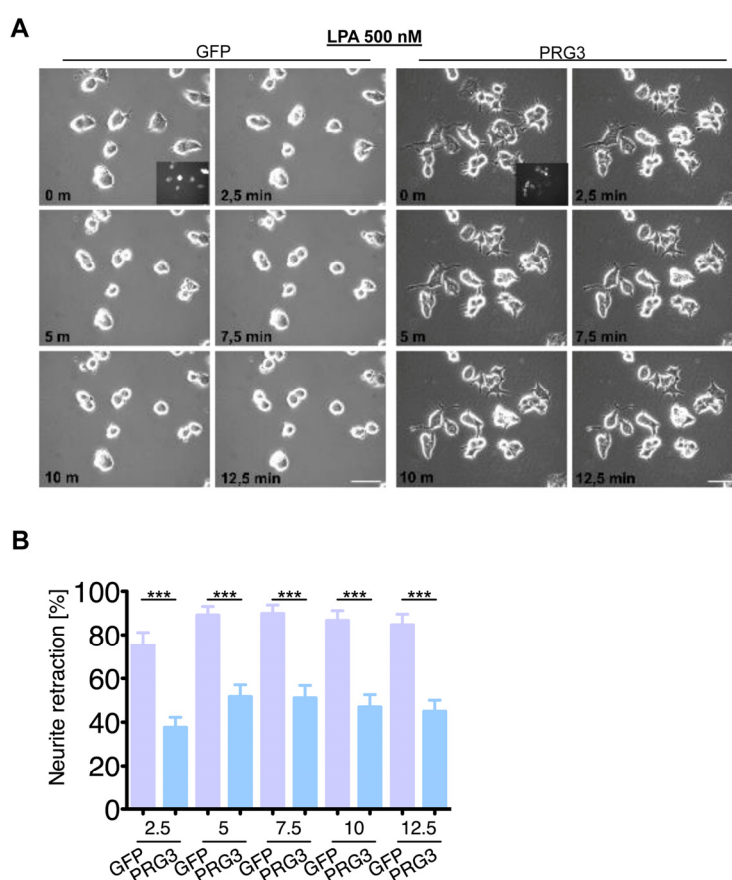 A
LPA 500 nM
GFP PRG3
0 m 2,5 min 0 m 2,5 min
5 m 7,5 min 5 m 7,5 min
10 m 12,5 min 10 m 12,5 min
B
Neurite retraction [%]
100
80
60
40
20
0
*** *** *** *** ***
2.5 5 7.5 10 12.5
GFP PRG3 GFP PRG3 GFP PRG3 GFP PRG3 GFP PRG3